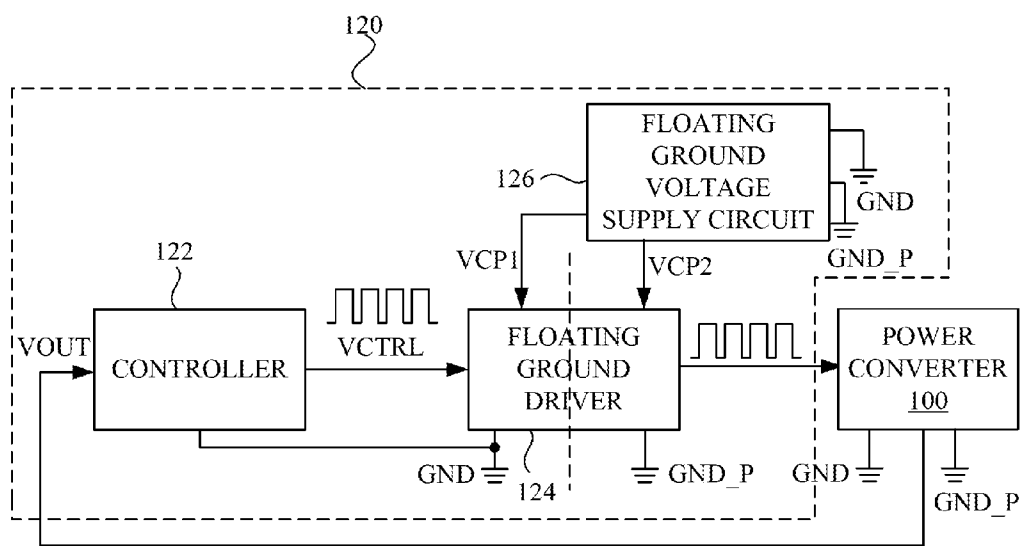 120
FLOATING
GROUND
VOLTAGE
SUPPLY CIRCUIT
126
GND
GND_P
VCP1
VCP2
122
VOUT
CONTROLLER
VCTRL
FLOATING
GROUND
DRIVER
POWER
CONVERTER
100
GND
124
GND_P
GND
GND_P